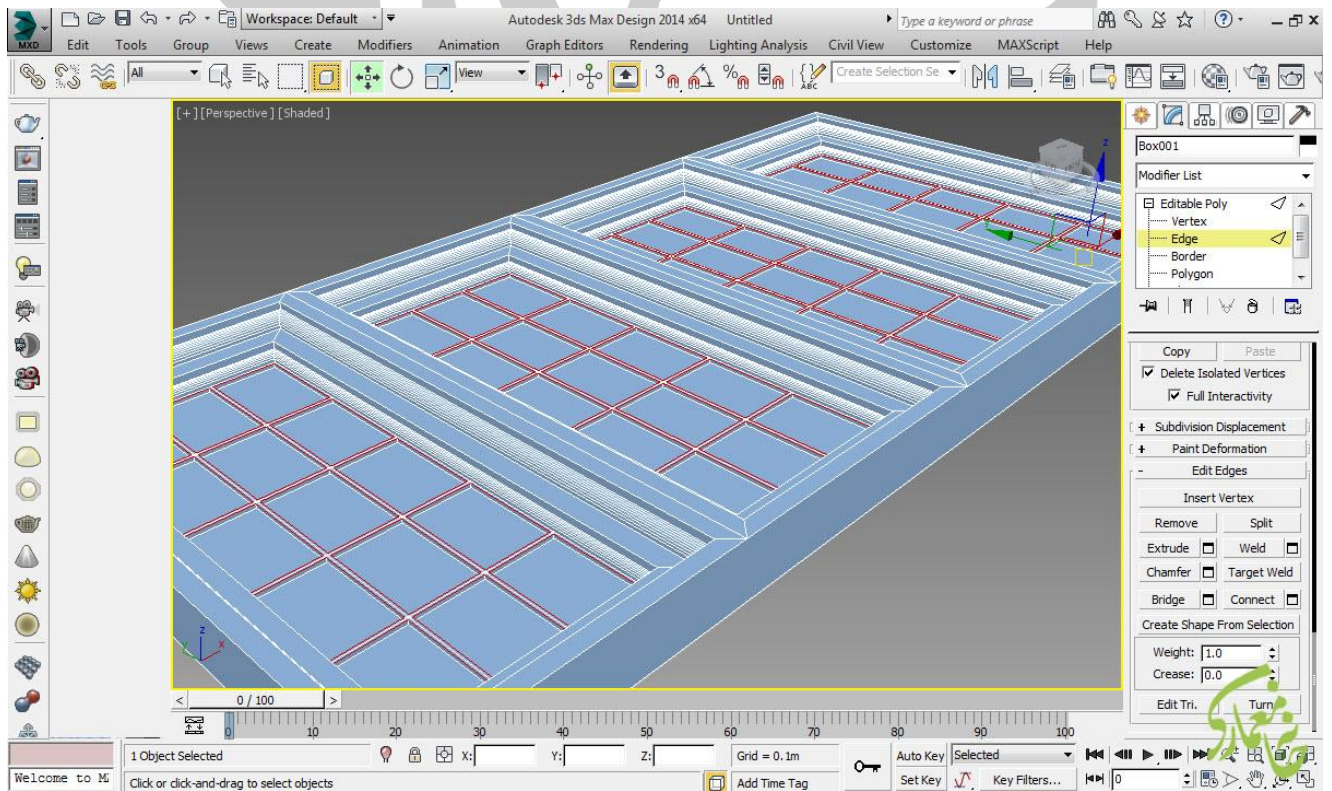 Workspace: Default
Autodesk 3ds Max Design 2014 x64 Untitled
Type a keyword or phrase
MXD
Edit Tools Group Views Create Modifiers Animation Graph Editors Rendering Lighting Analysis Civil View Customize MAXScript Help
All
View
3
%
ABC
Create Selection Se
[+][Perspective][Shaded]
z
z
x
Box001
Modifier List
Editable Poly
Vertex
Edge
Border
Polygon
Copy Paste
Delete Isolated Vertices
Full Interactivity
+ Subdivision Displacement
+ Paint Deformation
- Edit Edges
Insert Vertex
Remove Split
Extrude Weld
Chamfer Target Weld
Bridge Connect
Create Shape From Selection
Weight: 1.0
Crease: 0.0
Edit Tri. Turn
< 0 / 100 >
0 10 20 30 40 50 60 70 80 90 100
1 Object Selected X: Y: Z: Grid = 0.1m Auto Key Selected
Welcome to M
Click or click-and-drag to select objects Add Time Tag Set Key Key Filters... 0